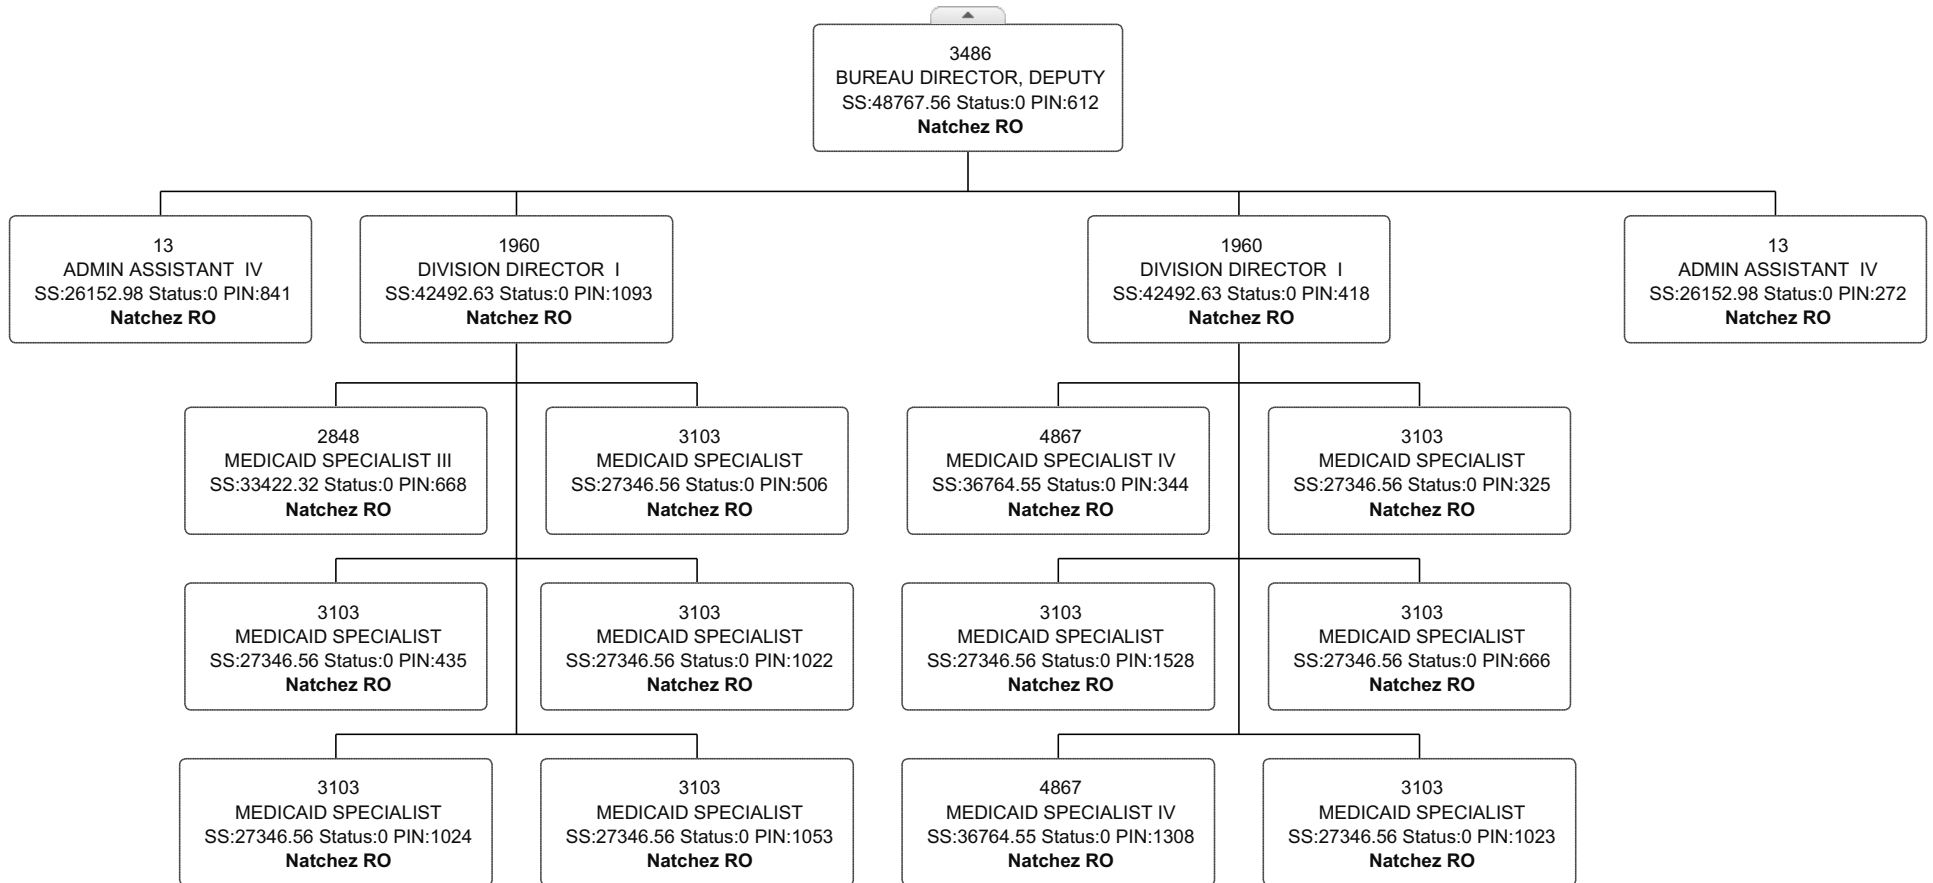 3486
BUREAU DIRECTOR, DEPUTY
SS:48767.56 Status:0 PIN:612
Natchez RO
13
ADMIN ASSISTANT  IV
SS:26152.98 Status:0 PIN:841
Natchez RO
1960
DIVISION DIRECTOR  I
SS:42492.63 Status:0 PIN:1093
Natchez RO
1960
DIVISION DIRECTOR  I
SS:42492.63 Status:0 PIN:418
Natchez RO
13
ADMIN ASSISTANT  IV
SS:26152.98 Status:0 PIN:272
Natchez RO
2848
MEDICAID SPECIALIST III
SS:33422.32 Status:0 PIN:668
Natchez RO
3103
MEDICAID SPECIALIST
SS:27346.56 Status:0 PIN:506
Natchez RO
4867
MEDICAID SPECIALIST IV
SS:36764.55 Status:0 PIN:344
Natchez RO
3103
MEDICAID SPECIALIST
SS:27346.56 Status:0 PIN:325
Natchez RO
3103
MEDICAID SPECIALIST
SS:27346.56 Status:0 PIN:435
Natchez RO
3103
MEDICAID SPECIALIST
SS:27346.56 Status:0 PIN:1022
Natchez RO
3103
MEDICAID SPECIALIST
SS:27346.56 Status:0 PIN:1528
Natchez RO
3103
MEDICAID SPECIALIST
SS:27346.56 Status:0 PIN:666
Natchez RO
3103
MEDICAID SPECIALIST
SS:27346.56 Status:0 PIN:1024
Natchez RO
3103
MEDICAID SPECIALIST
SS:27346.56 Status:0 PIN:1053
Natchez RO
4867
MEDICAID SPECIALIST IV
SS:36764.55 Status:0 PIN:1308
Natchez RO
3103
MEDICAID SPECIALIST
SS:27346.56 Status:0 PIN:1023
Natchez RO